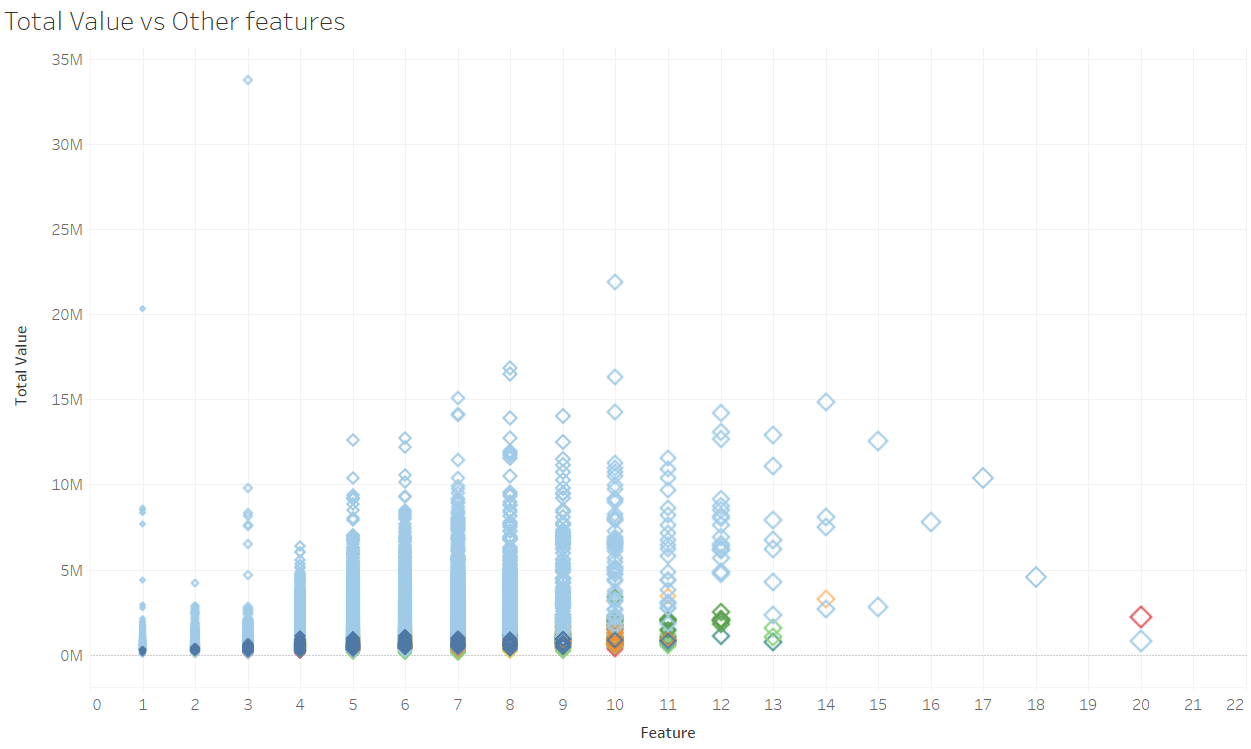 Total Value vs Other features
35M
30M
25M
20M
15M
10M
5M
0M
Total Value
0 1 2 3 4 5 6 7 8 9 10 11 12 13 14 15 16 17 18 19 20 21 22
Feature